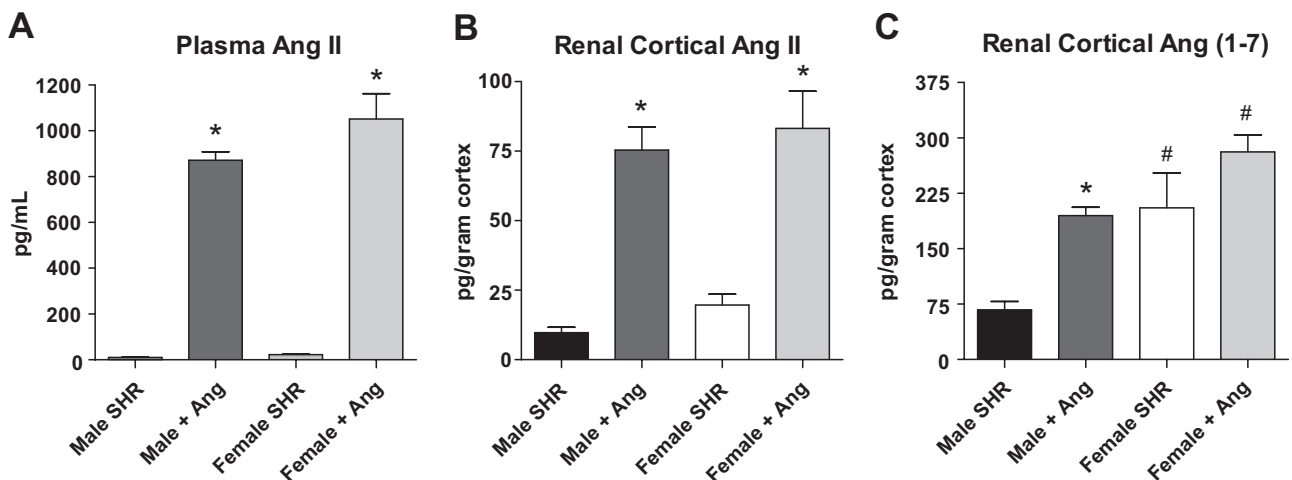 A
Plasma Ang II
pg/mL
1200
1000
800
600
400
200
0
*
*
Male SHR
Male + Ang
Female SHR
Female + Ang
B
Renal Cortical Ang II
pg/gram cortex
100
75
50
25
0
*
*
Male SHR
Male + Ang
Female SHR
Female + Ang
C
Renal Cortical Ang (1-7)
pg/gram cortex
375
300
225
150
75
0
*
#
#
Male SHR
Male + Ang
Female SHR
Female + Ang